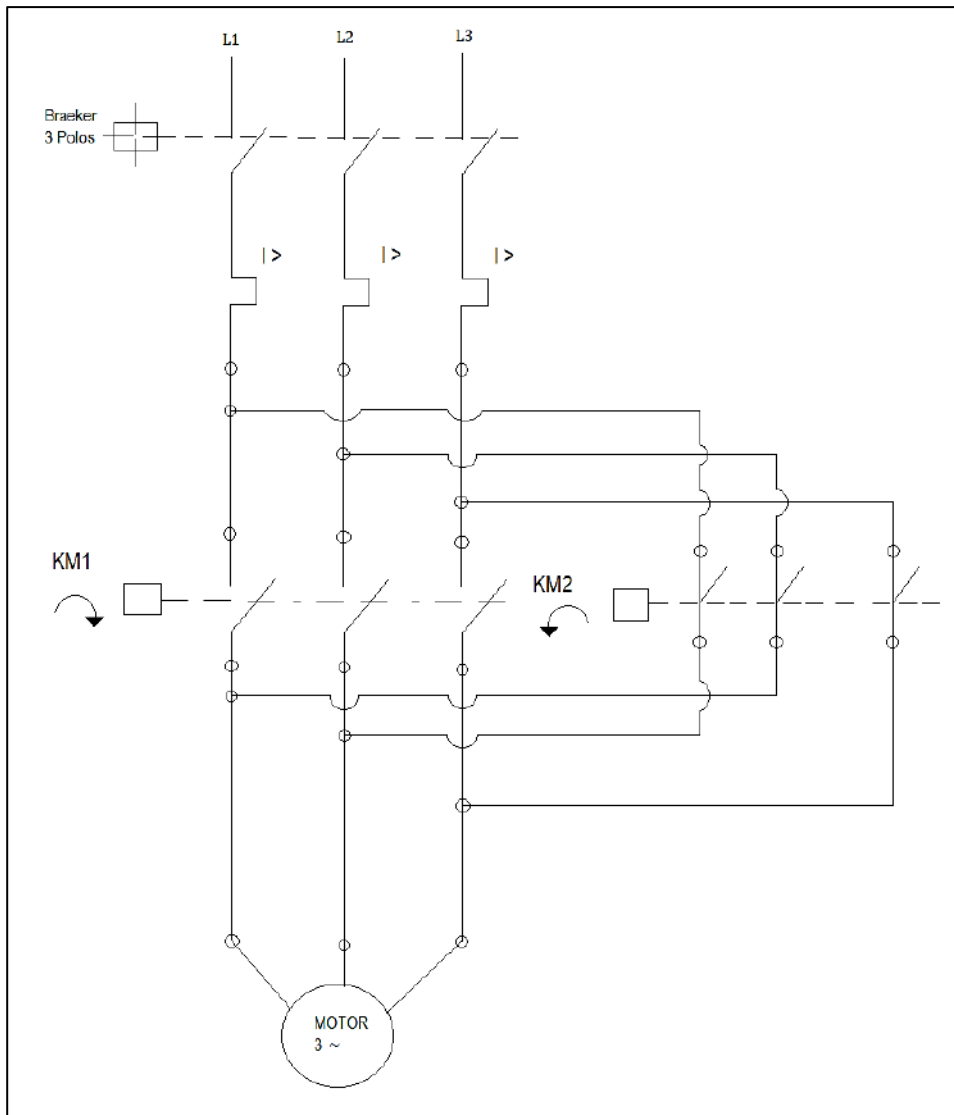 L1
L2
L3
Braeker
3 Polos
| >
| >
| >
KM1
KM2
MOTOR
3 ~